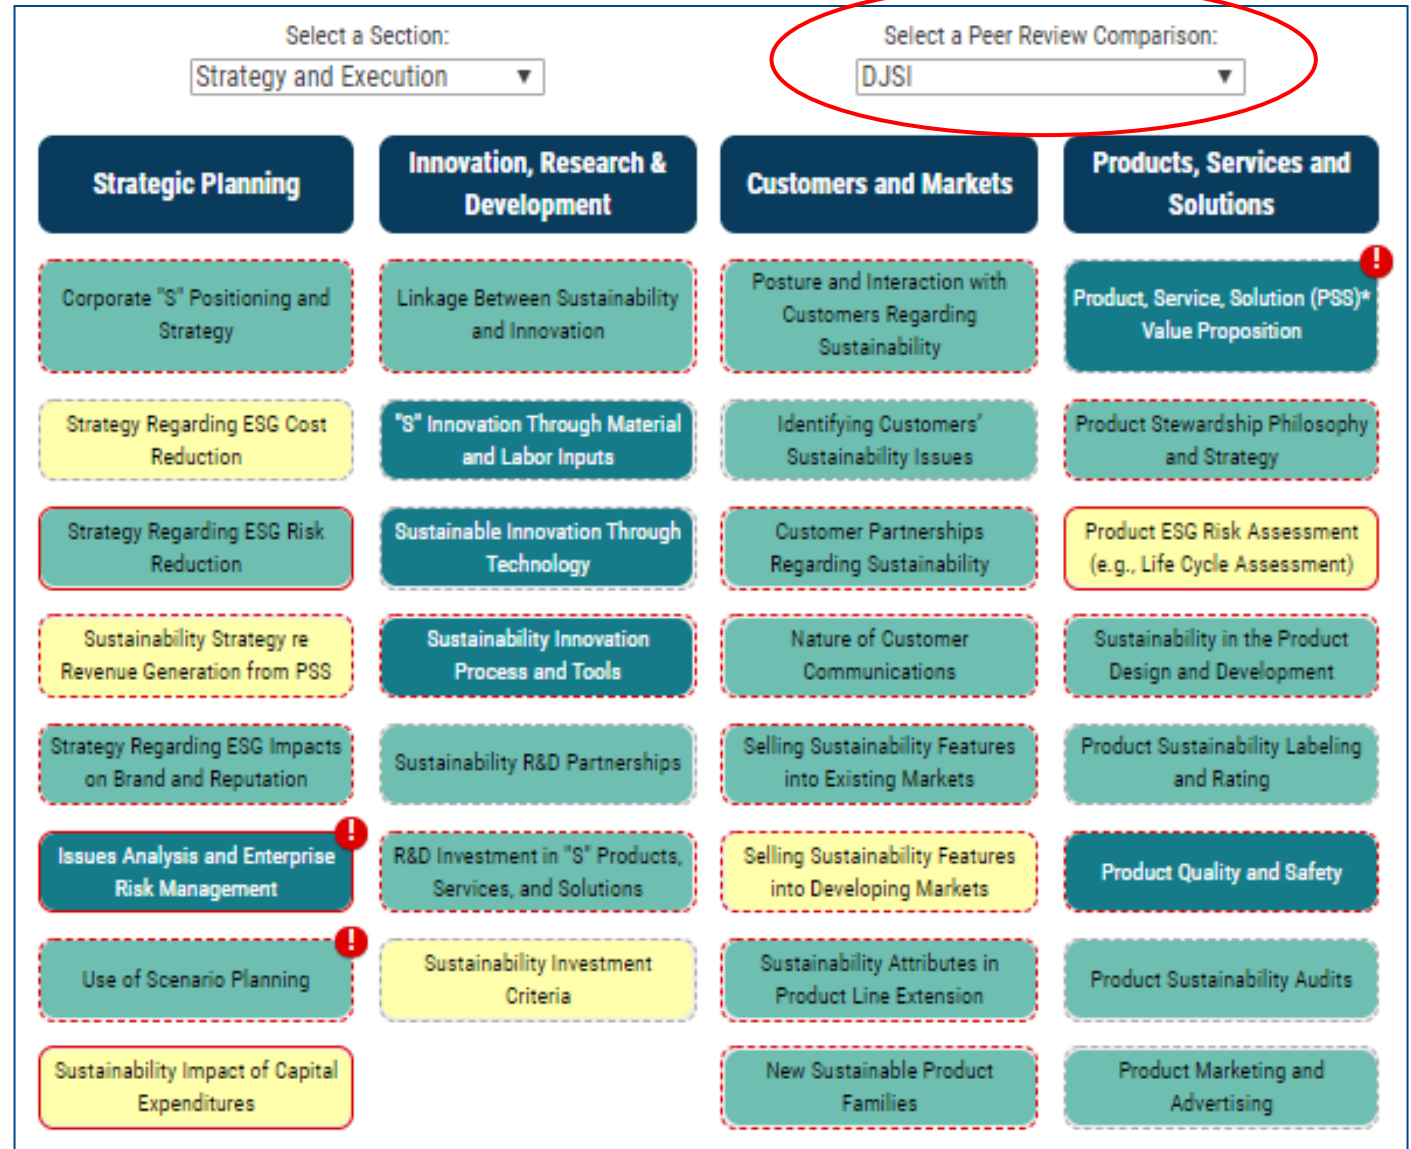 Select a Section:
Strategy and Execution ▼
Select a Peer Review Comparison:
DJSI ▼
Strategic Planning
Corporate "S" Positioning and
Strategy
Strategy Regarding ESG Cost
Reduction
Strategy Regarding ESG Risk
Reduction
Sustainability Strategy re
Revenue Generation from PSS
Strategy Regarding ESG Impacts
on Brand and Reputation
!
Issues Analysis and Enterprise
Risk Management
!
Use of Scenario Planning
Sustainability Impact of Capital
Expenditures
Innovation, Research &
Development
Linkage Between Sustainability
and Innovation
"S" Innovation Through Material
and Labor Inputs
Sustainable Innovation Through
Technology
Sustainability Innovation
Process and Tools
Sustainability R&D Partnerships
R&D Investment in "S" Products,
Services, and Solutions
Sustainability Investment
Criteria
Customers and Markets
Posture and Interaction with
Customers Regarding
Sustainability
Identifying Customers'
Sustainability Issues
Customer Partnerships
Regarding Sustainability
Nature of Customer
Communications
Selling Sustainability Features
into Existing Markets
Selling Sustainability Features
into Developing Markets
Sustainability Attributes in
Product Line Extension
New Sustainable Product
Families
Products, Services and
Solutions
!
Product, Service, Solution (PSS)*
Value Proposition
Product Stewardship Philosophy
and Strategy
Product ESG Risk Assessment
(e.g., Life Cycle Assessment)
Sustainability in the Product
Design and Development
Product Sustainability Labeling
and Rating
Product Quality and Safety
Product Sustainability Audits
Product Marketing and
Advertising